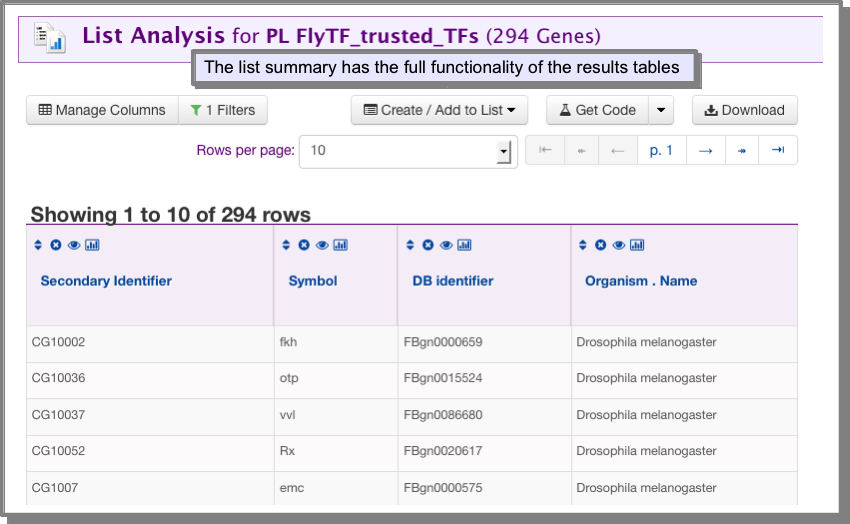 List Analysis for PL FlyTF_trusted_TFs (294 Genes)
The list summary has the full functionality of the results tables
Manage Columns 1 Filters Create / Add to List Get Code Download
Rows per page: 10 p. 1
Showing 1 to 10 of 294 rows
Secondary Identifier Symbol DB identifier Organism . Name
CG10002 fkh FBgn0000659 Drosophila melanogaster
CG10036 otp FBgn0015524 Drosophila melanogaster
CG10037 vvl FBgn0086680 Drosophila melanogaster
CG10052 Rx FBgn0020617 Drosophila melanogaster
CG1007 emc FBgn0000575 Drosophila melanogaster